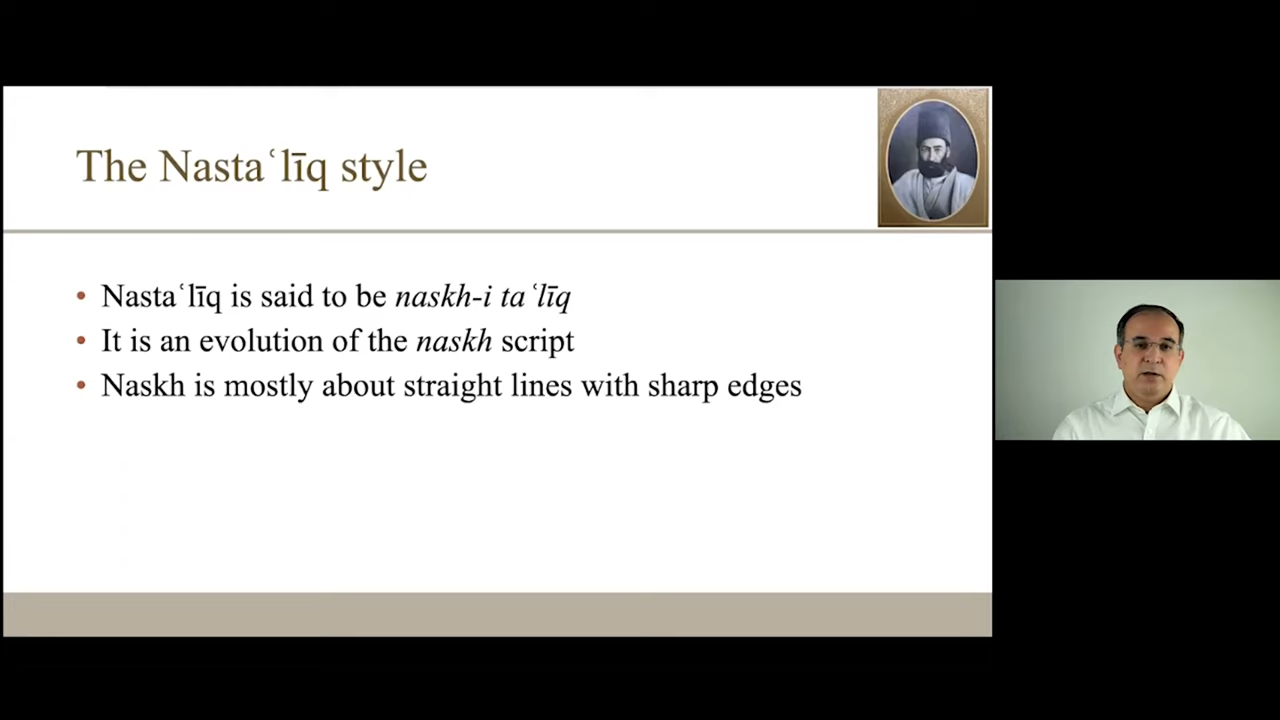 The Nastaʿlīq style
• Nastaʿlīq is said to be naskh-i taʿlīq
• It is an evolution of the naskh script
• Naskh is mostly about straight lines with sharp edges